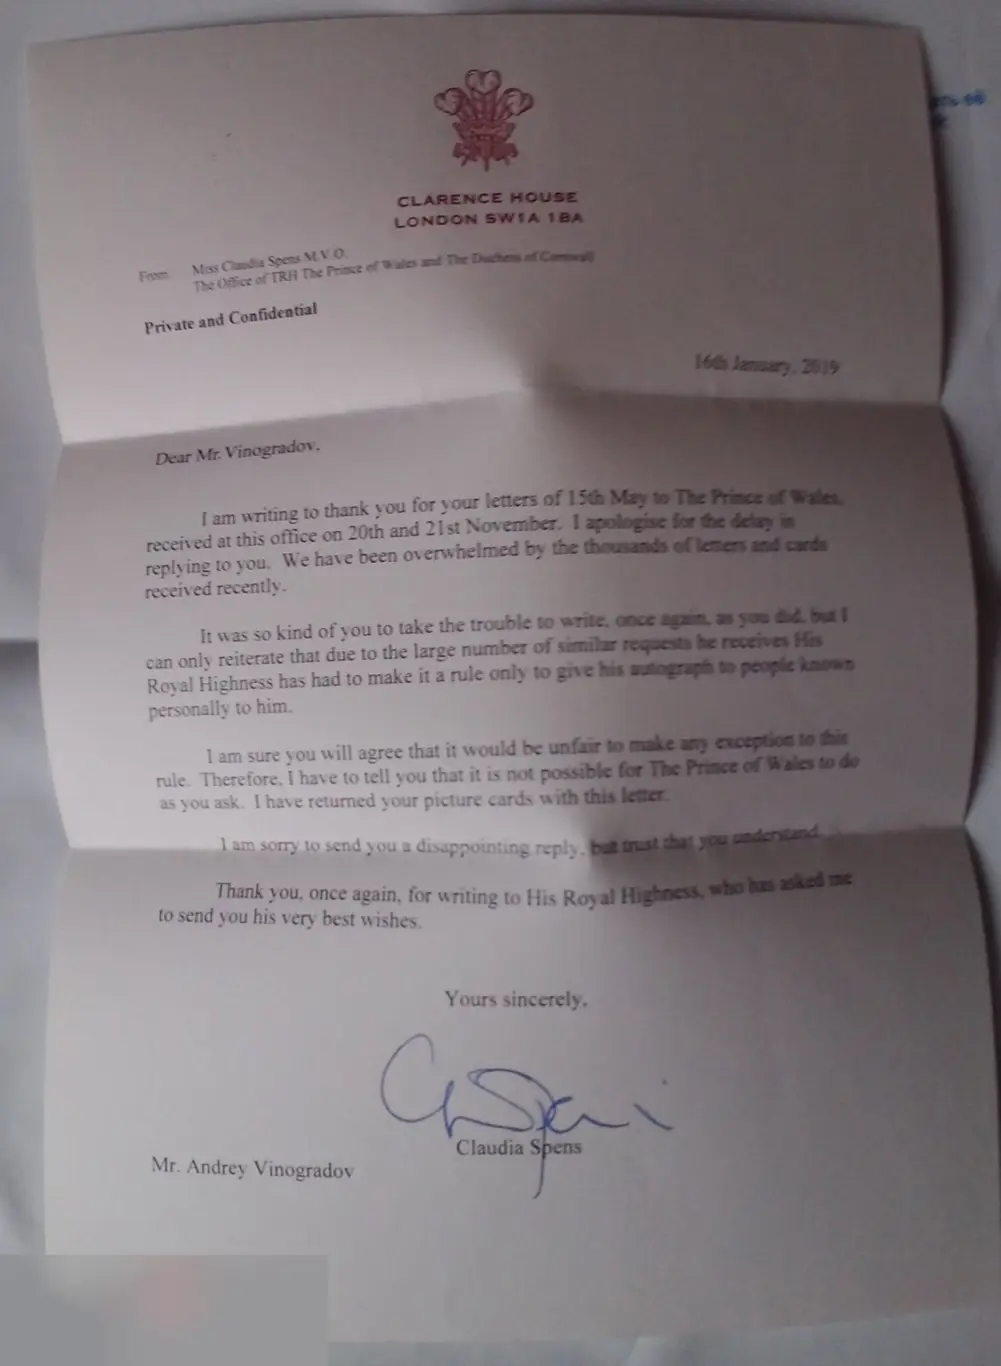 CLARENCE HOUSE
LONDON SW1A 1BA
From: Miss Claudia Spens M.V.O.
The Office of TRH The Prince of Wales and The Duchess of Cornwall
Private and Confidential
16th January, 2019
Dear Mr. Vinogradov,
I am writing to thank you for your letters of 15th May to The Prince of Wales,
received at this office on 20th and 21st November. I apologise for the delay in
replying to you. We have been overwhelmed by the thousands of letters and cards
received recently.
It was so kind of you to take the trouble to write, once again, as you did, but I
can only reiterate that due to the large number of similar requests he receives His
Royal Highness has had to make it a rule only to give his autograph to people known
personally to him.
I am sure you will agree that it would be unfair to make any exception to this
rule. Therefore, I have to tell you that it is not possible for The Prince of Wales to do
as you ask. I have returned your picture cards with this letter.
I am sorry to send you a disappointing reply, but trust that you understand.
Thank you, once again, for writing to His Royal Highness, who has asked me
to send you his very best wishes.
Yours sincerely,
Claudia Spens
Mr. Andrey Vinogradov